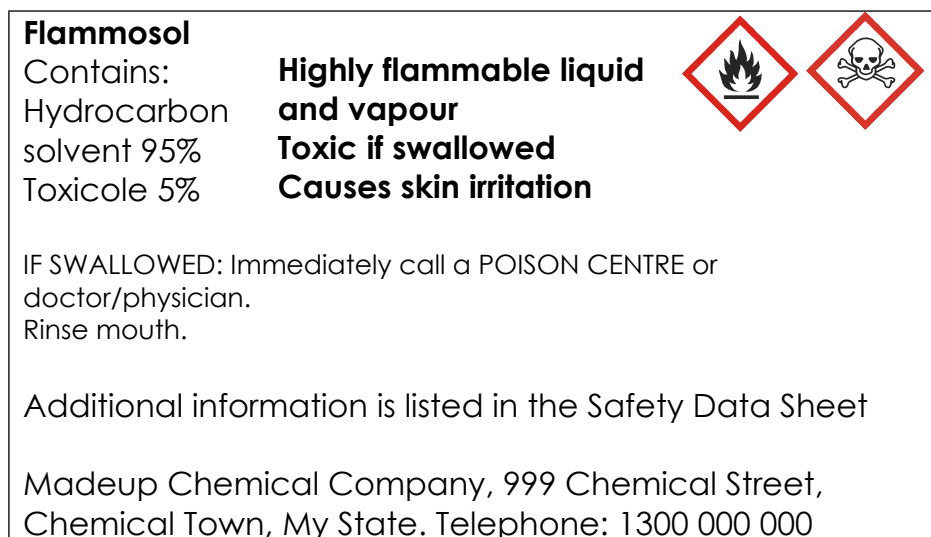 Flammosol
Contains:
Hydrocarbon
solvent 95%
Toxicole 5%
Highly flammable liquid
and vapour
Toxic if swallowed
Causes skin irritation
IF SWALLOWED: Immediately call a POISON CENTRE or
doctor/physician.
Rinse mouth.
Additional information is listed in the Safety Data Sheet
Madeup Chemical Company, 999 Chemical Street,
Chemical Town, My State. Telephone: 1300 000 000